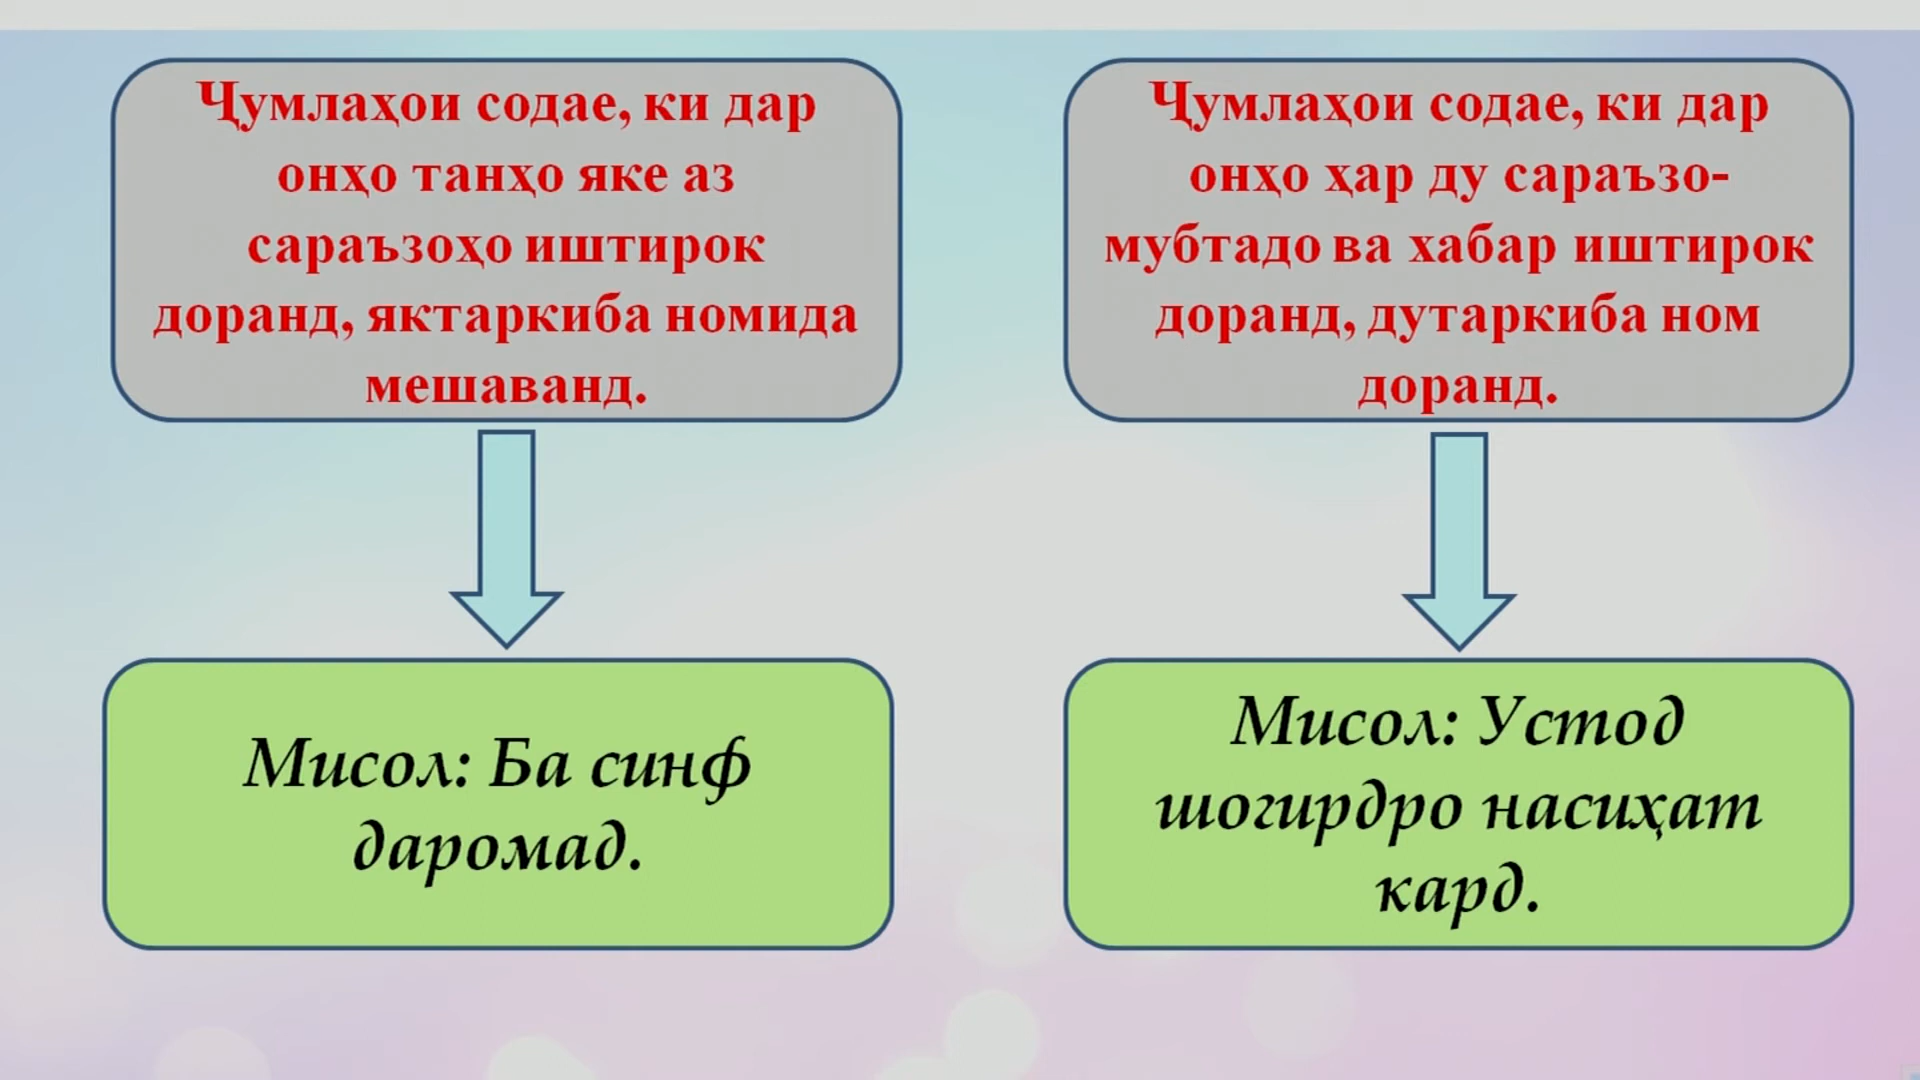 Ҷумлаҳои содае, ки дар
онҳо танҳо яке аз
сараъзоҳо иштирок
доранд, яктаркиба номида
мешаванд.
Мисол: Ба синф
даромад.
Ҷумлаҳои содае, ки дар
онҳо ҳар ду сараъзо-
мубтадо ва хабар иштирок
доранд, дутаркиба ном
доранд.
Мисол: Устод
шогирдро насиҳат
кард.